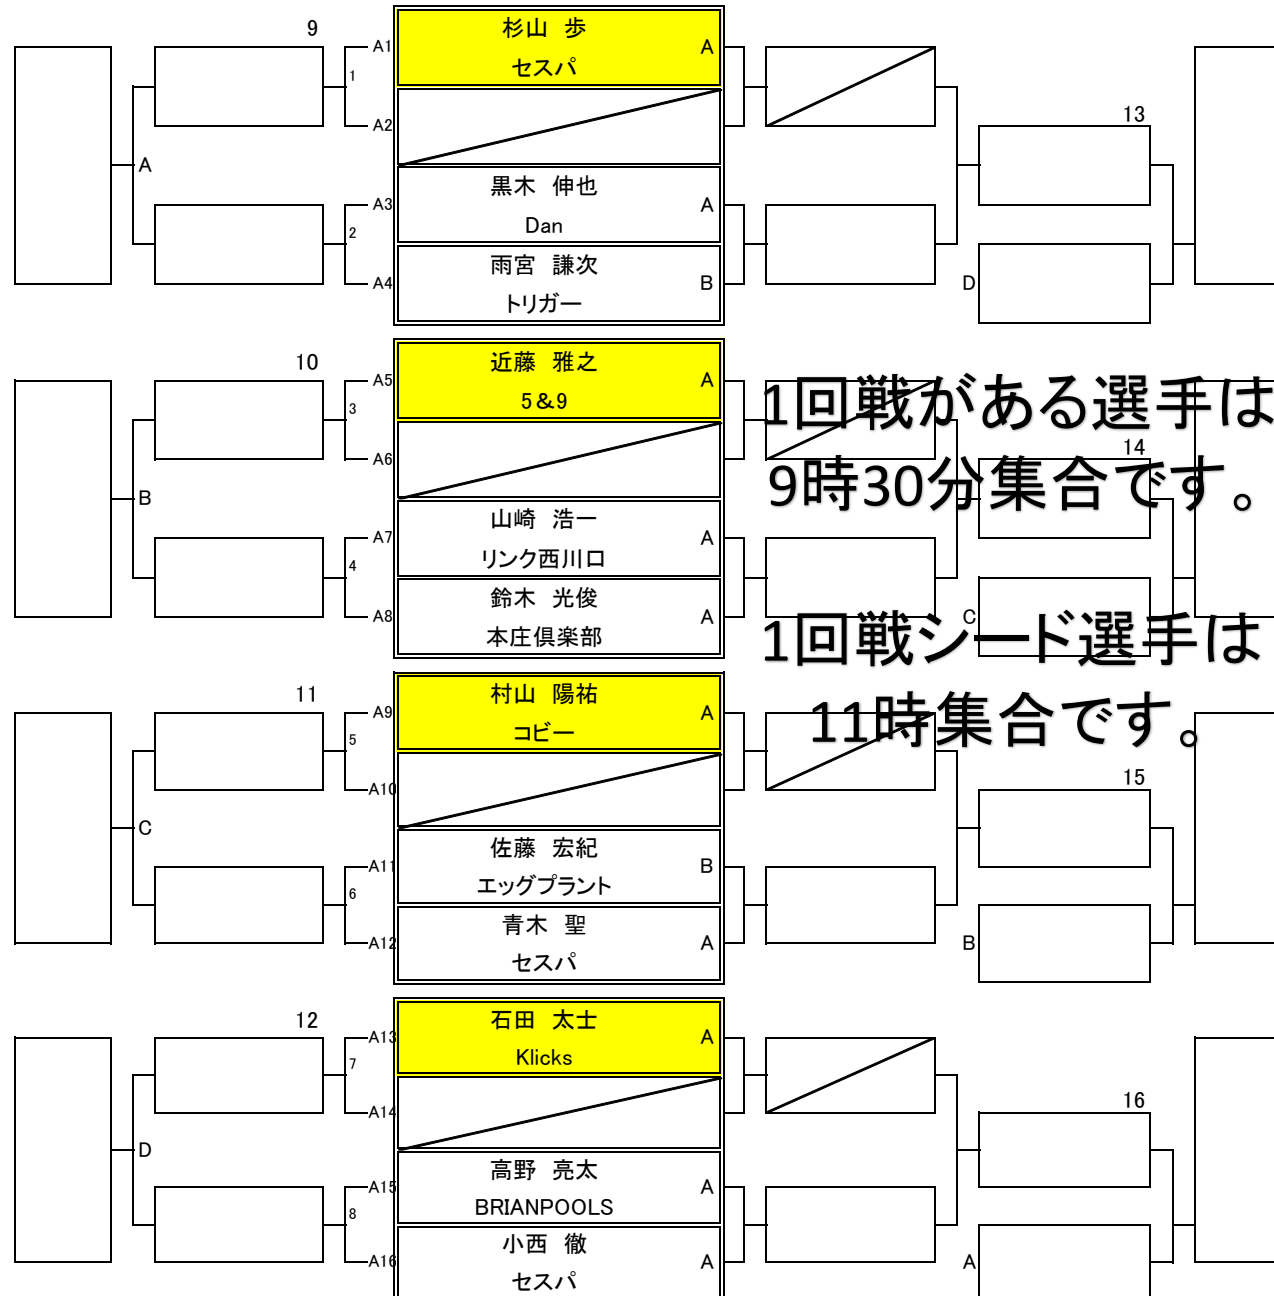 9
A1
杉山 歩
A
セスパ
1
A2
13
A
黒木 伸也
A3
A
Dan
2
雨宮 謙次
A4
B
D
トリガー
10
近藤 雅之
A5
A
5&9
3
A6
1回戦がある選手は
14
9時30分集合です。
B
山崎 浩一
A7
A
リンク西川口
4
鈴木 光俊
A8
A
C
本庄倶楽部
1回戦シード選手は
11時集合です。
11
村山 陽祐
A9
A
コビー
5
A10
15
C
佐藤 宏紀
A11
B
エッグプラント
6
青木 聖
A12
A
B
セスパ
12
石田 太士
A13
A
Klicks
7
A14
16
D
高野 亮太
A15
A
BRIANPOOLS
8
小西 徹
A16
A
A
セスパ